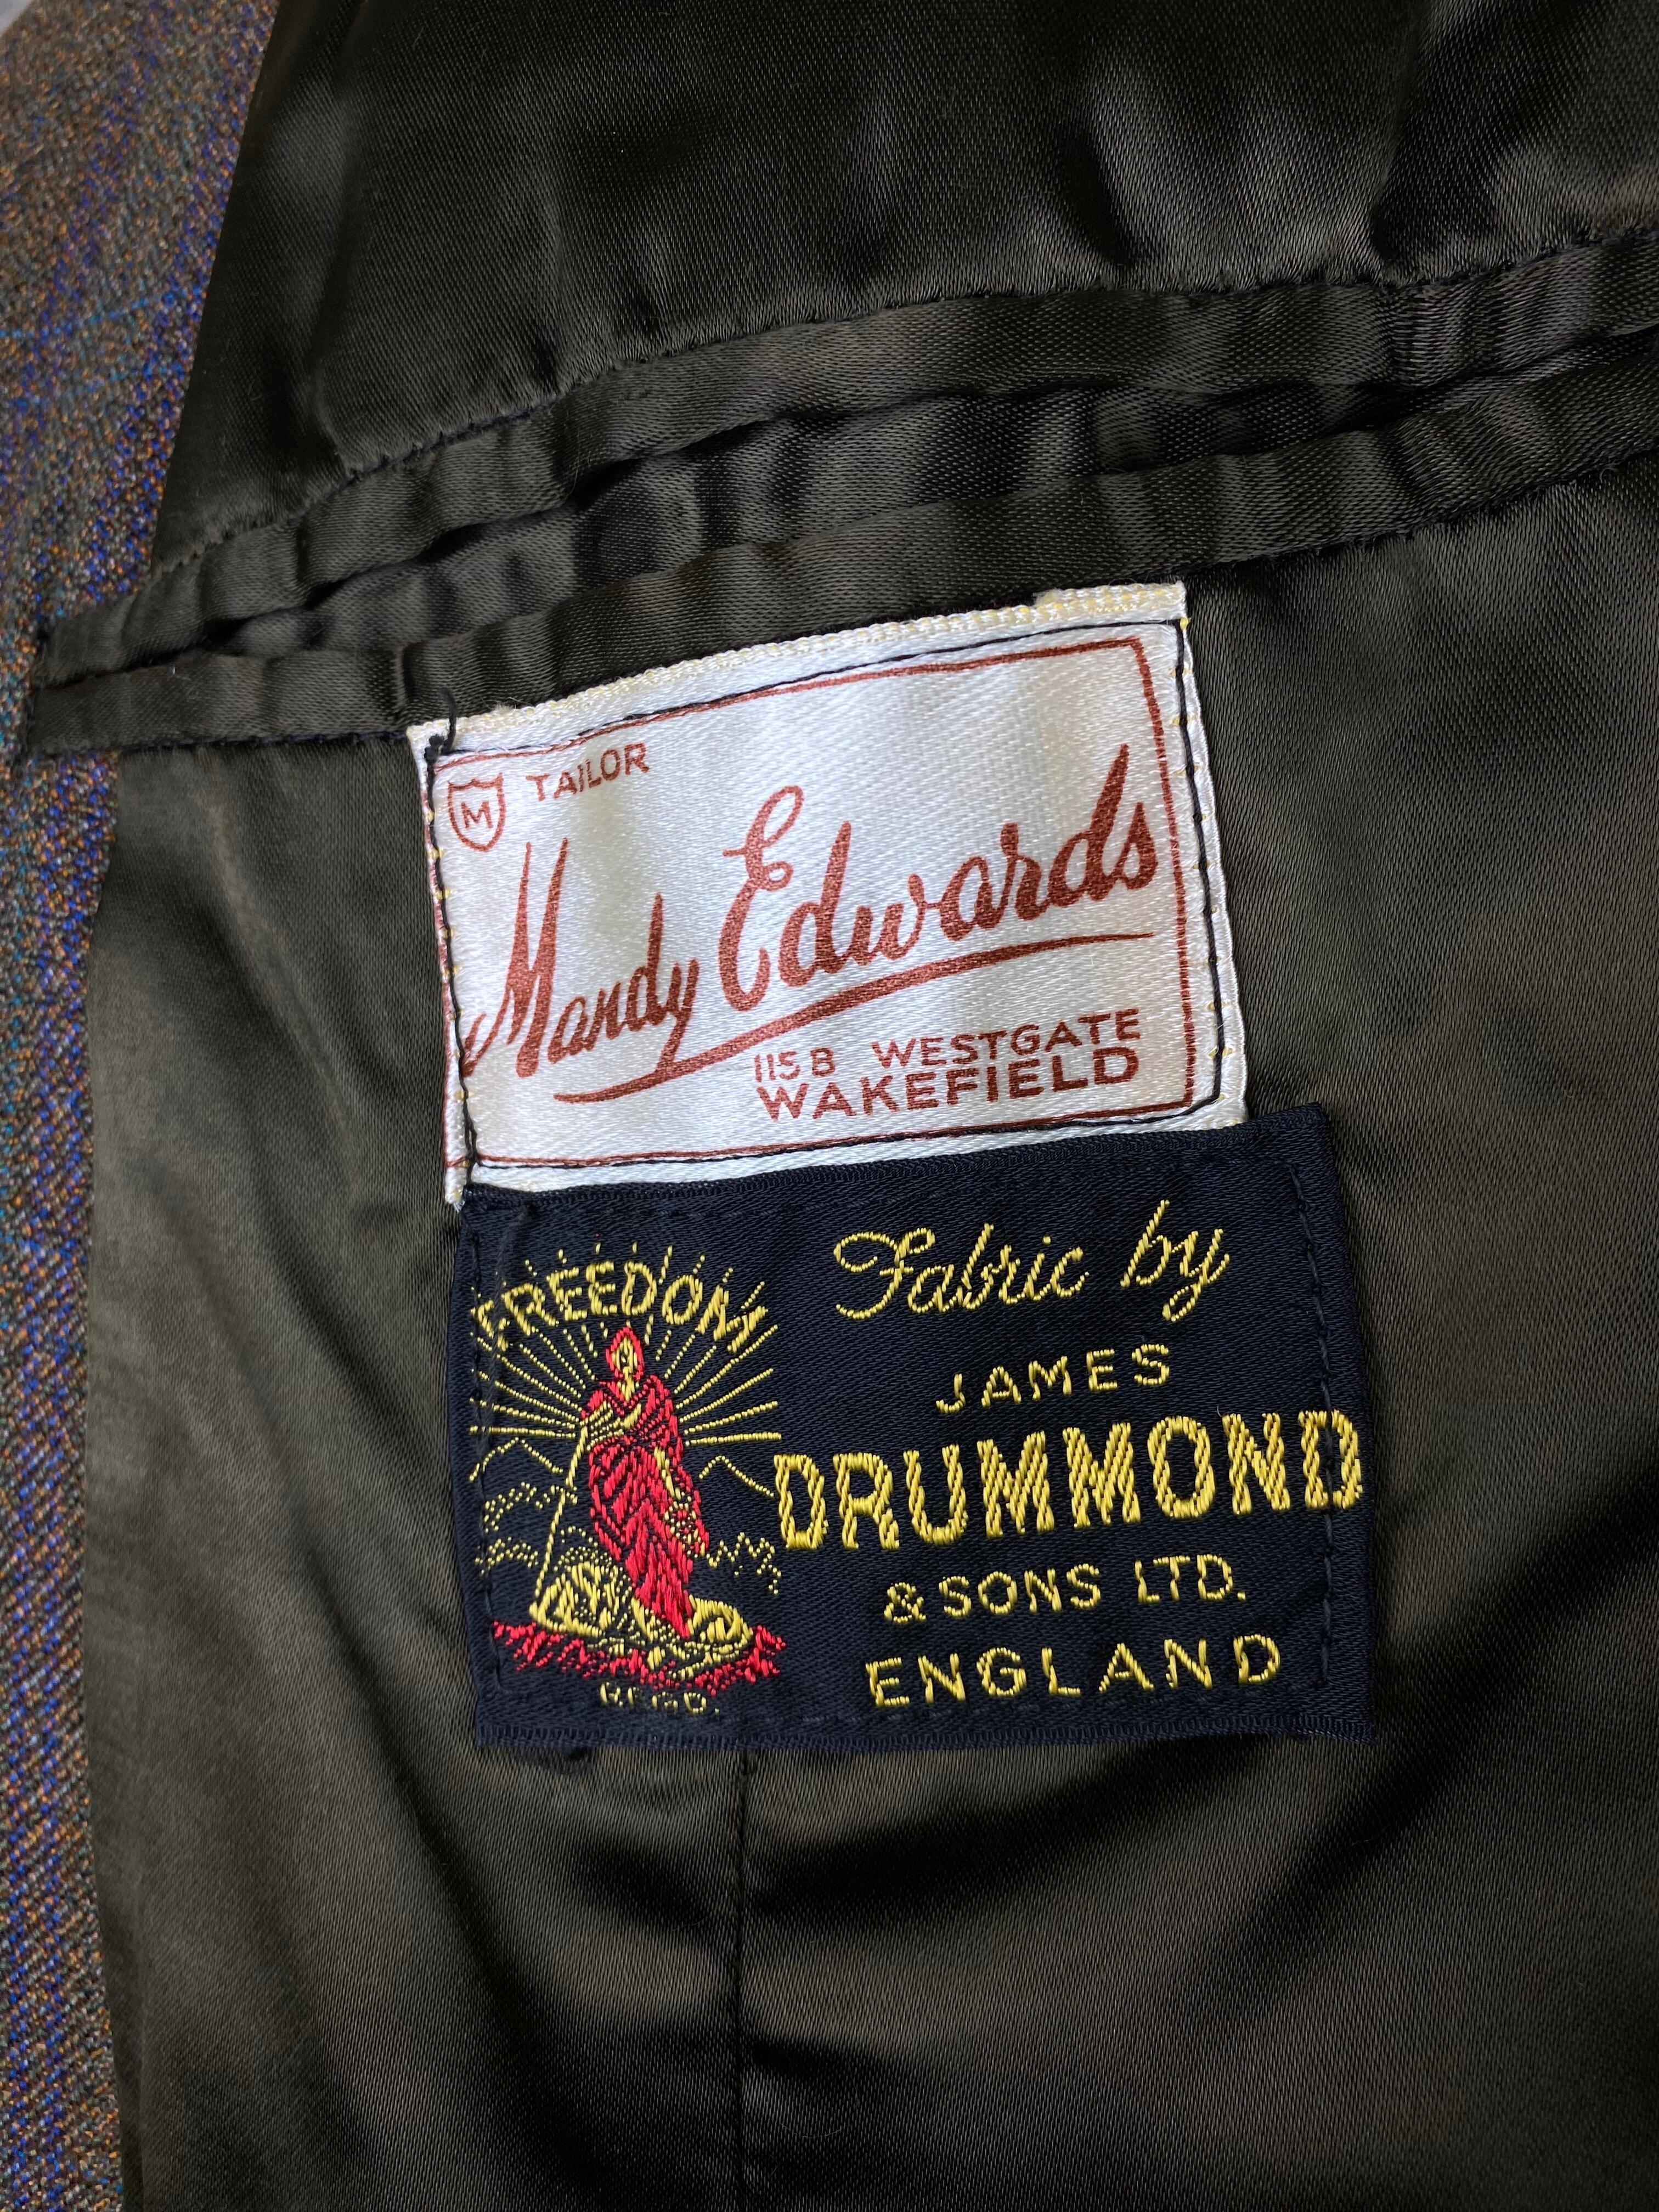 M TAILOR
Mandy Edwards
115B WESTGATE
WAKEFIELD
FREEDOM
REGD.
Fabric by
JAMES
DRUMMOND
& SONS LTD.
ENGLAND